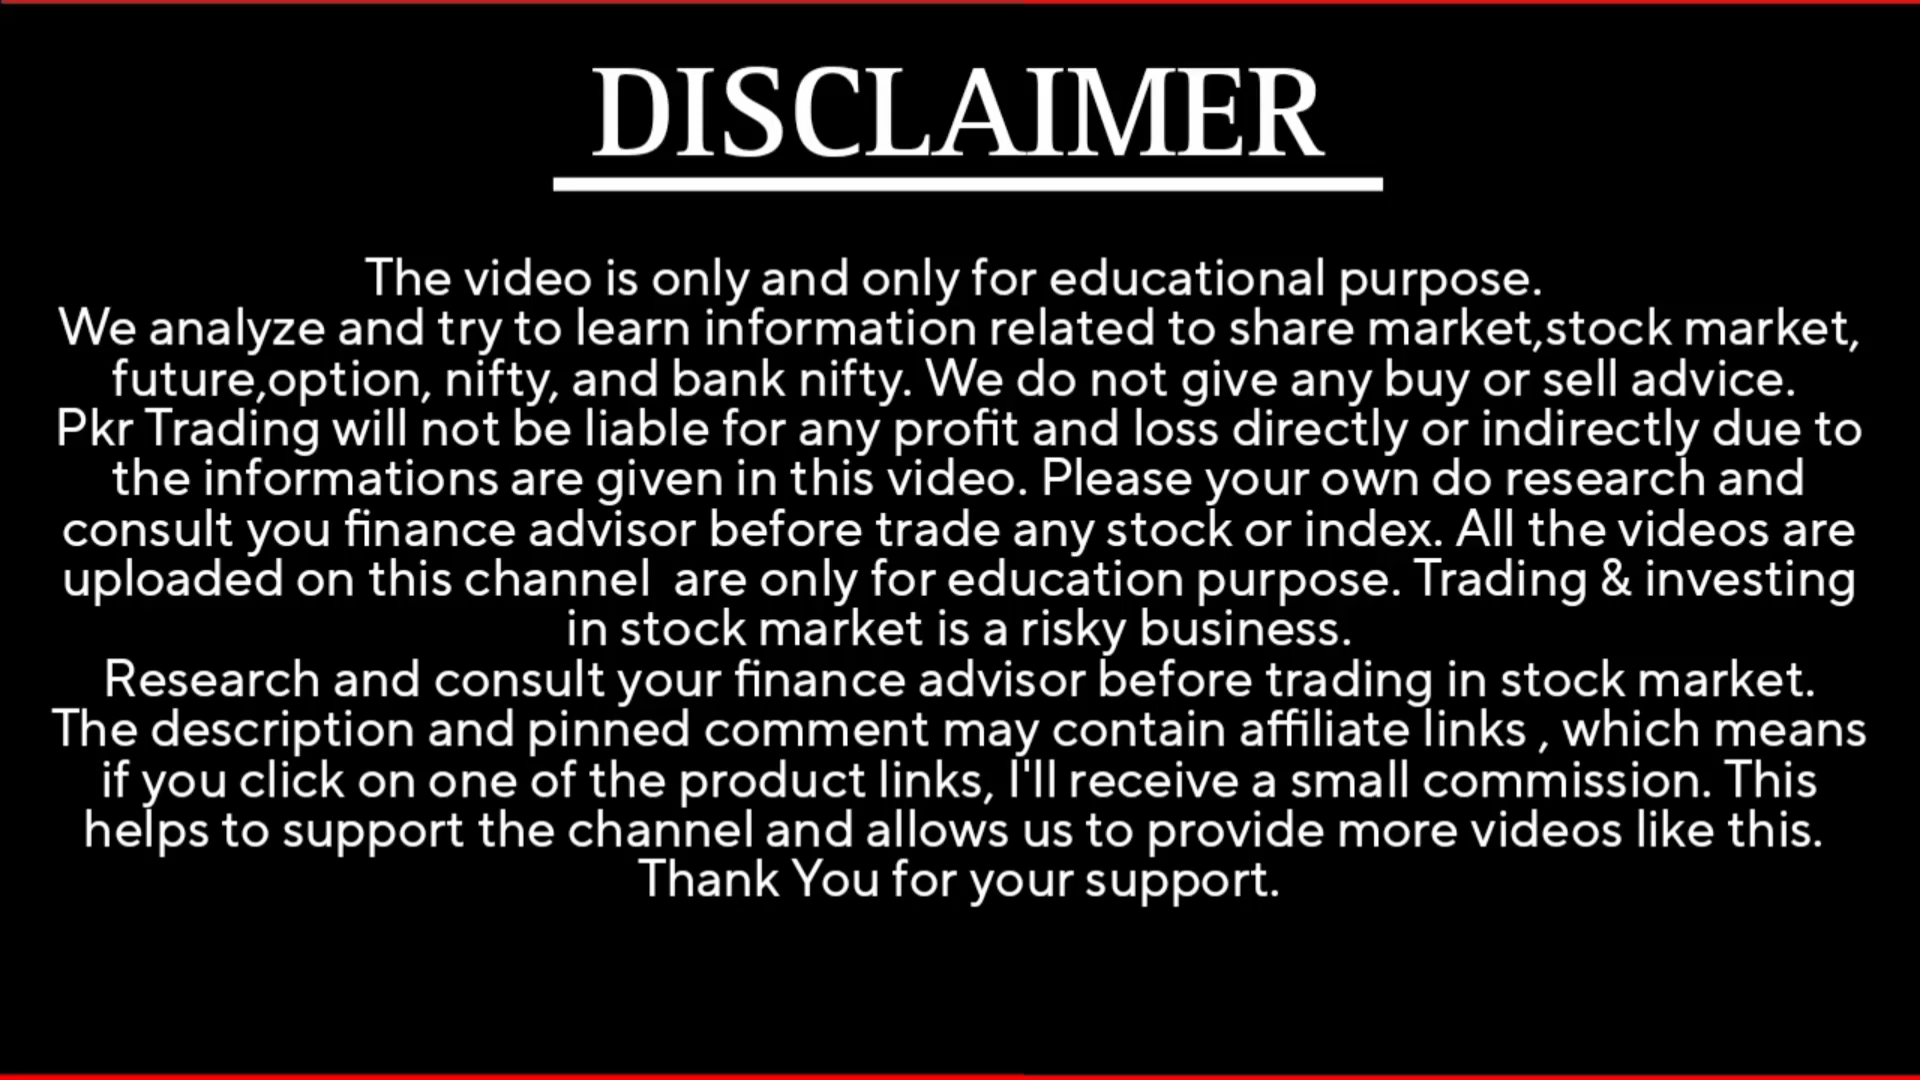 DISCLAIMER
The video is only and only for educational purpose.
We analyze and try to learn information related to share market,stock market,
future,option, nifty, and bank nifty. We do not give any buy or sell advice.
Pkr Trading will not be liable for any profit and loss directly or indirectly due to
the informations are given in this video. Please your own do research and
consult you finance advisor before trade any stock or index. All the videos are
uploaded on this channel  are only for education purpose. Trading & investing
in stock market is a risky business.
Research and consult your finance advisor before trading in stock market.
The description and pinned comment may contain affiliate links , which means
if you click on one of the product links, I'll receive a small commission. This
helps to support the channel and allows us to provide more videos like this.
Thank You for your support.